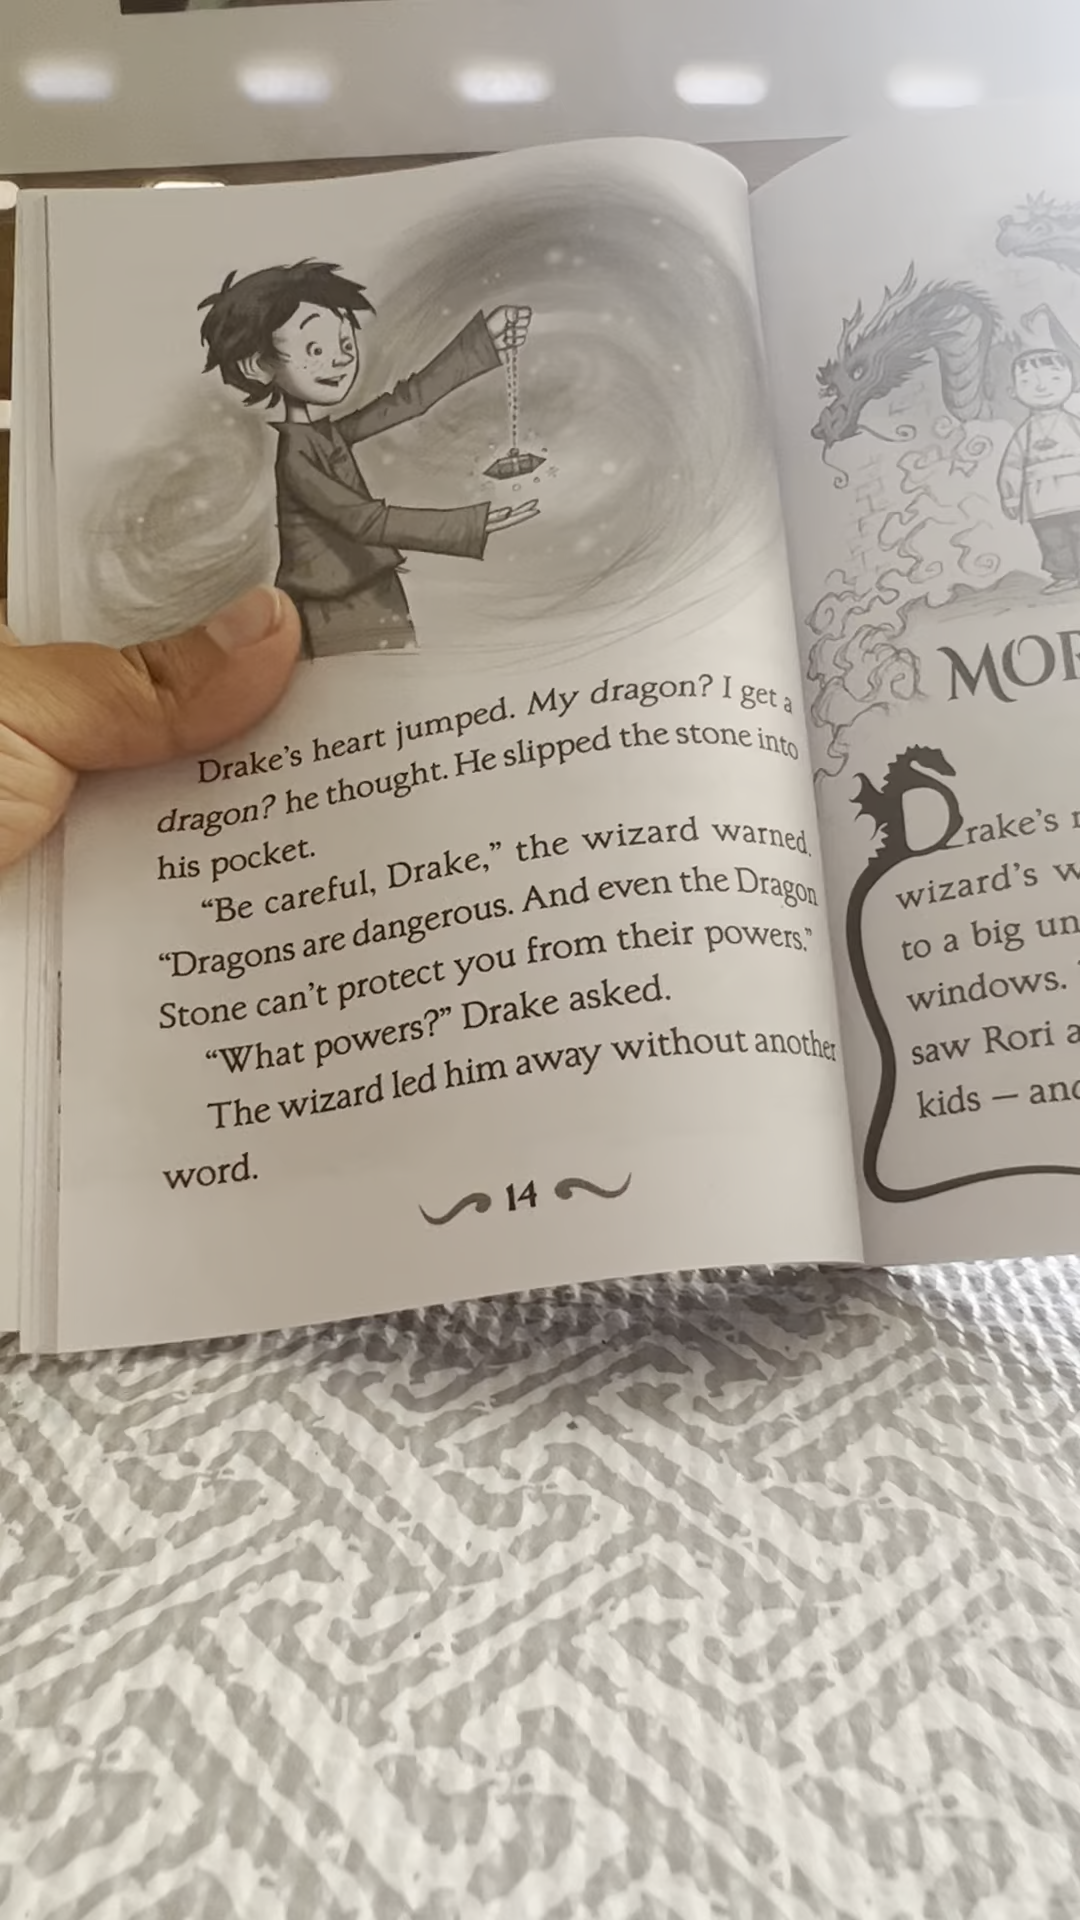 Drake's heart jumped. My dragon? I get a
dragon? he thought. He slipped the stone into
his pocket.
“Be careful, Drake,” the wizard warned.
“Dragons are dangerous. And even the Dragon
Stone can't protect you from their powers.”
“What powers?” Drake asked.
The wizard led him away without another
word.
14
Drake's
wizard's
to a big
windows.
saw Rori
kids — and